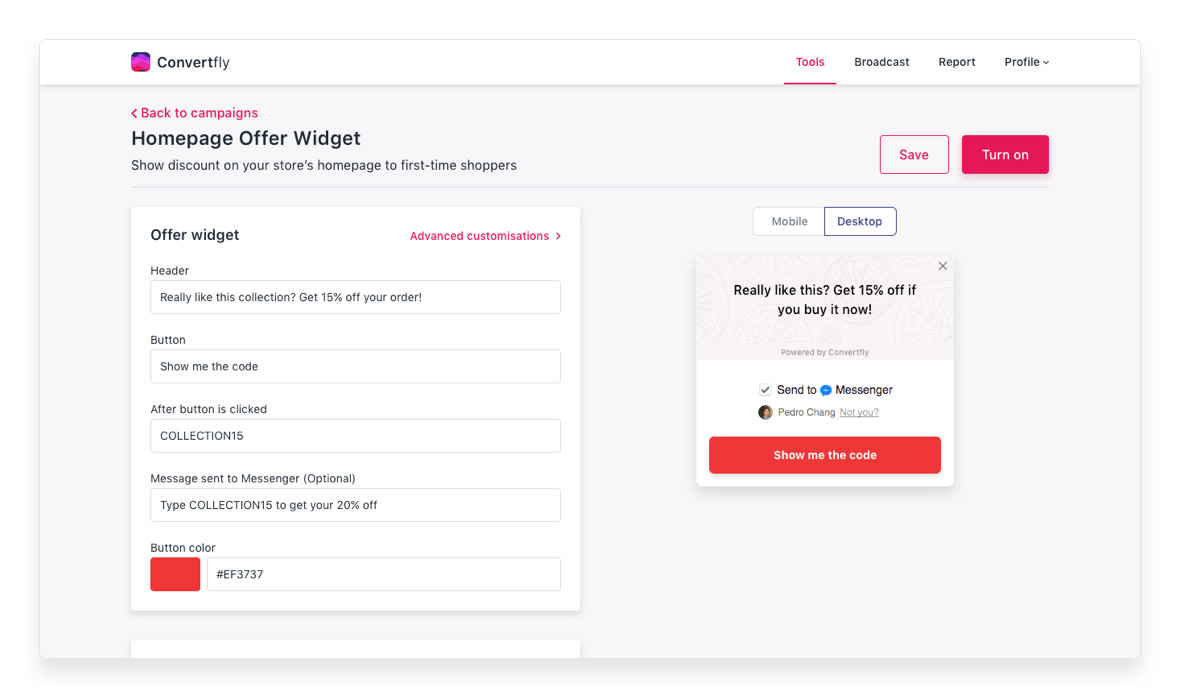 Convertfly
Tools Broadcast Report Profile
Back to campaigns
Homepage Offer Widget
Show discount on your store's homepage to first-time shoppers
Save Turn on
Offer widget
Advanced customisations
Header
Really like this collection? Get 15% off your order!
Button
Show me the code
After button is clicked
COLLECTION15
Message sent to Messenger (Optional)
Type COLLECTION15 to get your 20% off
Button color
#EF3737
Mobile Desktop
Really like this? Get 15% off if
you buy it now!
Powered by Convertfly
Send to Messenger
Pedro Chang Not you?
Show me the code